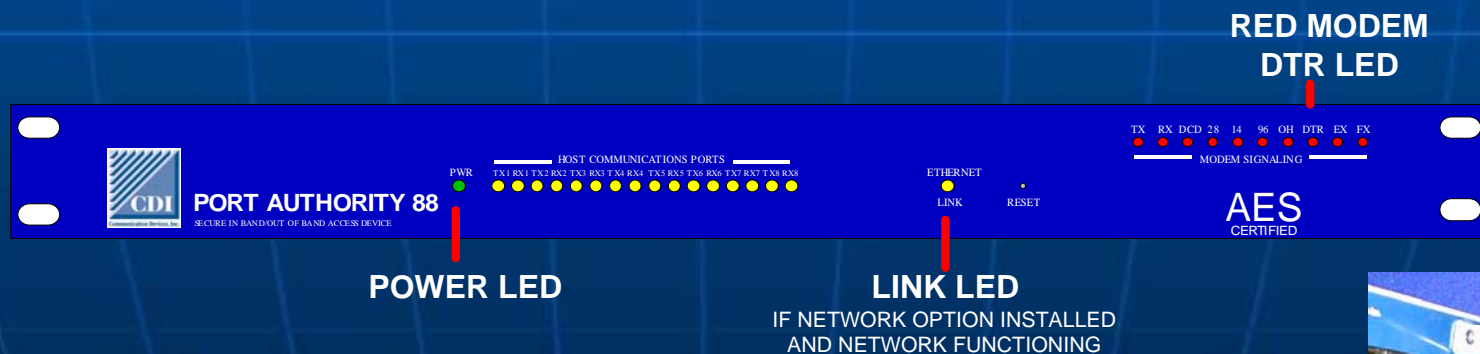 RED MODEM
DTR LED
TX RX DCD 28 14 96 OH DTR EX FX
MODEM SIGNALING
HOST COMMUNICATIONS PORTS
PWR
TX1 RX1 TX2 RX2 TX3 RX3 TX4 RX4 TX5 RX5 TX6 RX6 TX7 RX7 TX8 RX8
ETHERNET
LINK
RESET
CDI
Communication Devices, Inc.
PORT AUTHORITY 88
SECURE IN BAND/OUT OF BAND ACCESS DEVICE
AES
CERTIFIED
POWER LED
LINK LED
IF NETWORK OPTION INSTALLED
AND NETWORK FUNCTIONING